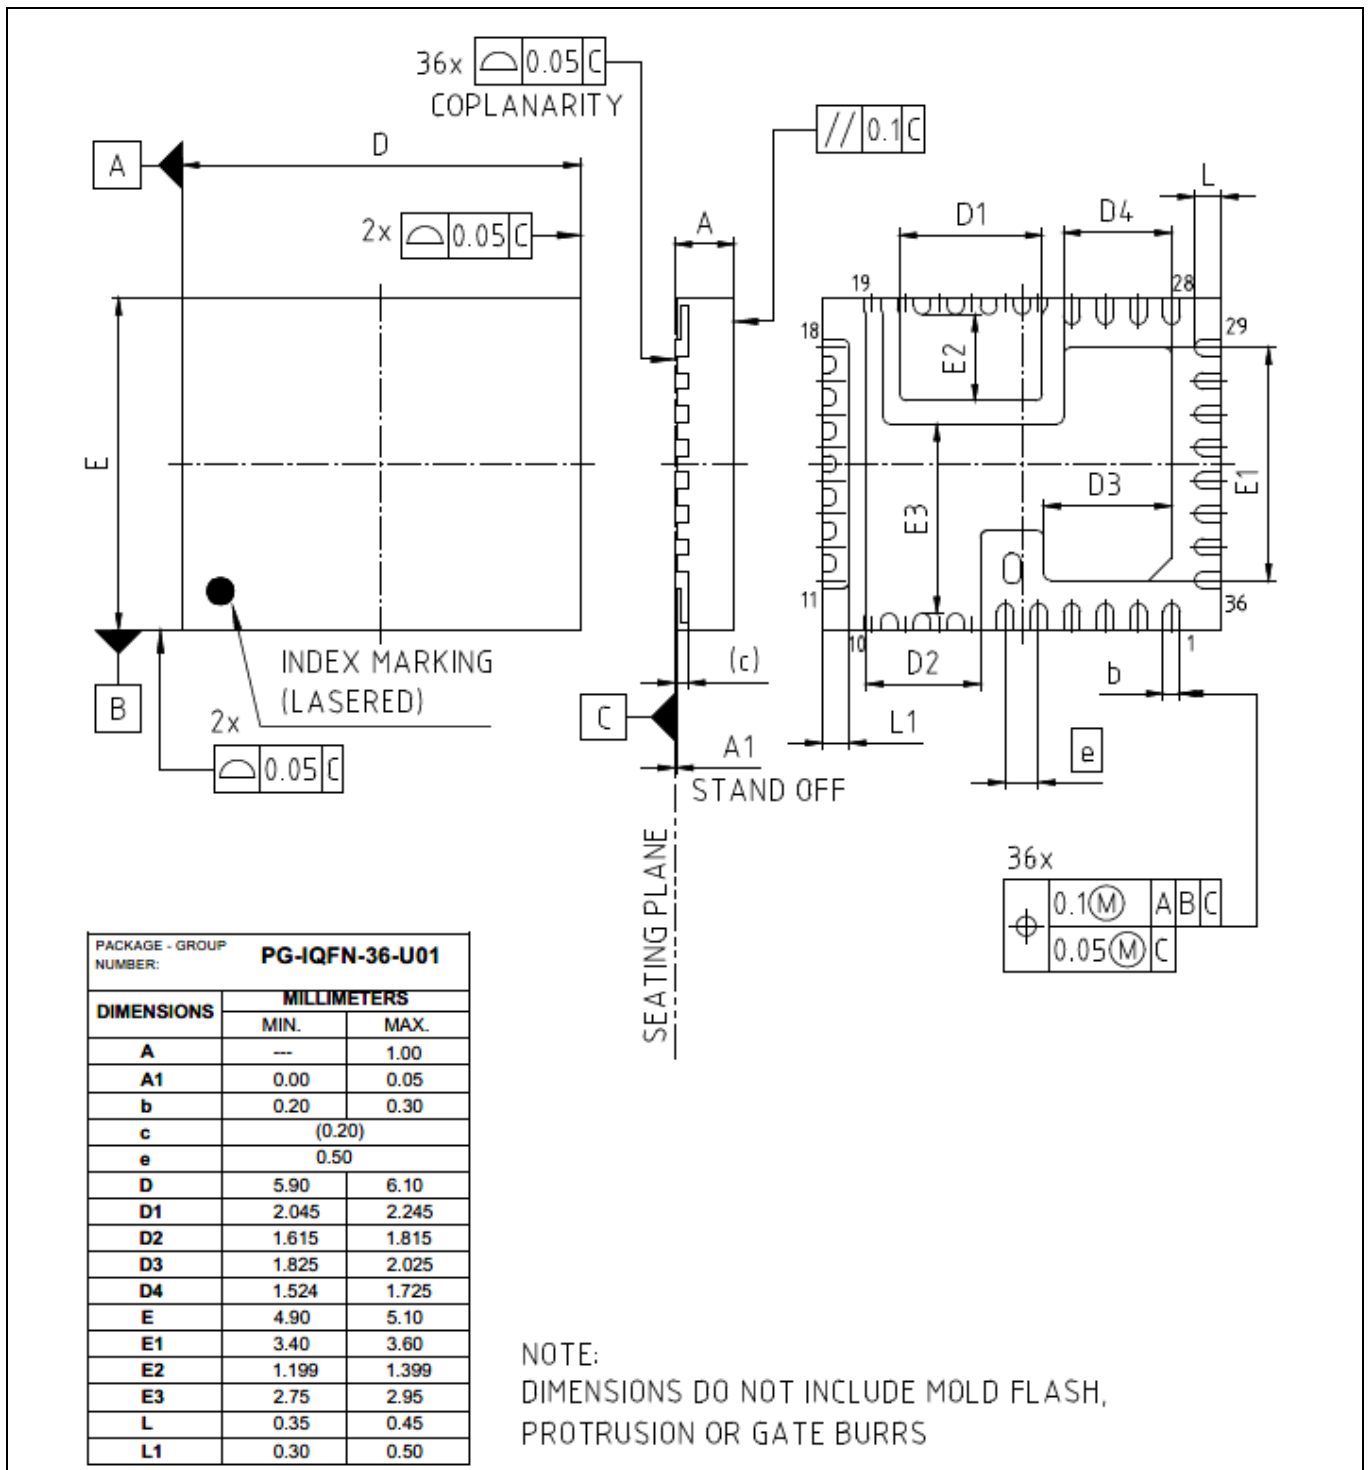 36x ⌓ 0.05 C
COPLANARITY
// 0.1 C
A
D
2x ⌓ 0.05 C
A
D1
D4
L
19
28
18
29
E2
E
E3
D3
E1
11
36
10
1
INDEX MARKING
(LASERED)
B
2x
⌓ 0.05 C
(c)
C
A1
STAND OFF
D2
L1
b
e
SEATING PLANE
36x
⌖ 0.1 Ⓜ A B C
0.05 Ⓜ C
PACKAGE - GROUP
NUMBER:
PG-IQFN-36-U01
DIMENSIONS MILLIMETERS
MIN. MAX.
A --- 1.00
A1 0.00 0.05
b 0.20 0.30
c (0.20)
e 0.50
D 5.90 6.10
D1 2.045 2.245
D2 1.615 1.815
D3 1.825 2.025
D4 1.524 1.725
E 4.90 5.10
E1 3.40 3.60
E2 1.199 1.399
E3 2.75 2.95
L 0.35 0.45
L1 0.30 0.50
NOTE:
DIMENSIONS DO NOT INCLUDE MOLD FLASH,
PROTRUSION OR GATE BURRS